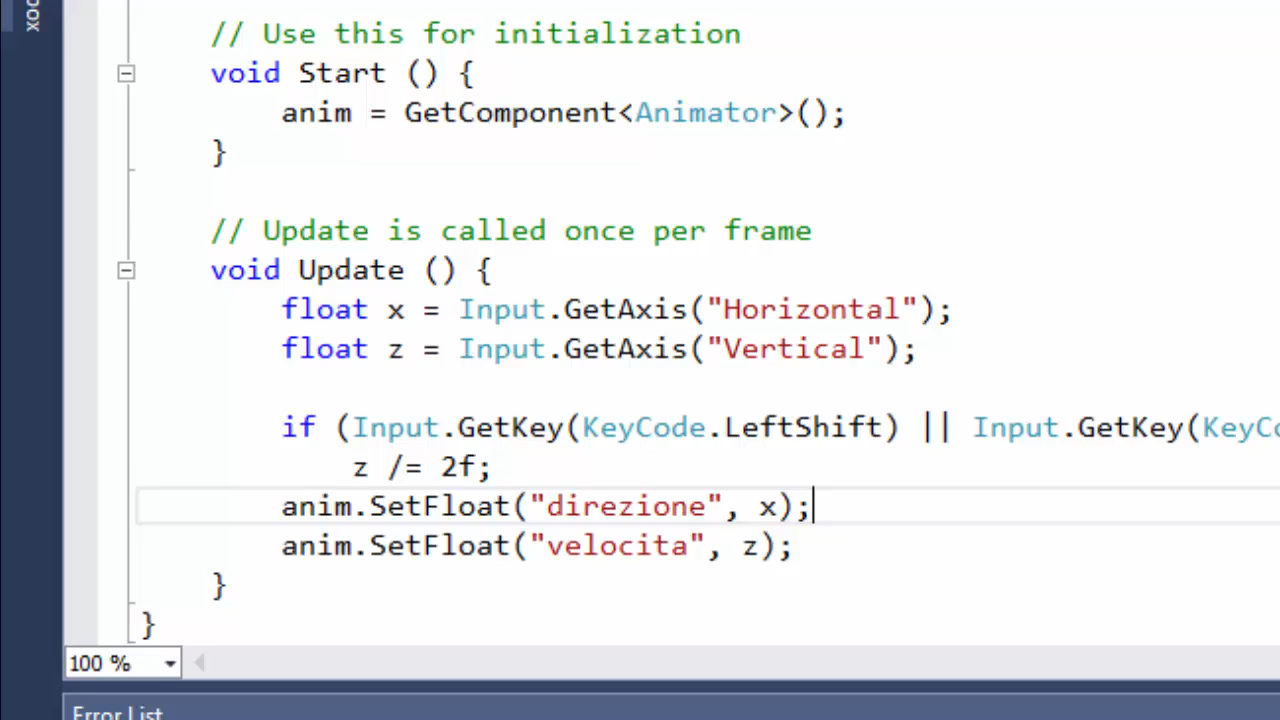 // Use this for initialization
void Start () {
anim = GetComponent<Animator>();
}
// Update is called once per frame
void Update () {
float x = Input.GetAxis("Horizontal");
float z = Input.GetAxis("Vertical");
if (Input.GetKey(KeyCode.LeftShift) || Input.GetKey(KeyCo
z /= 2f;
anim.SetFloat("direzione", x);
anim.SetFloat("velocita", z);
}
}
100 %
Error List